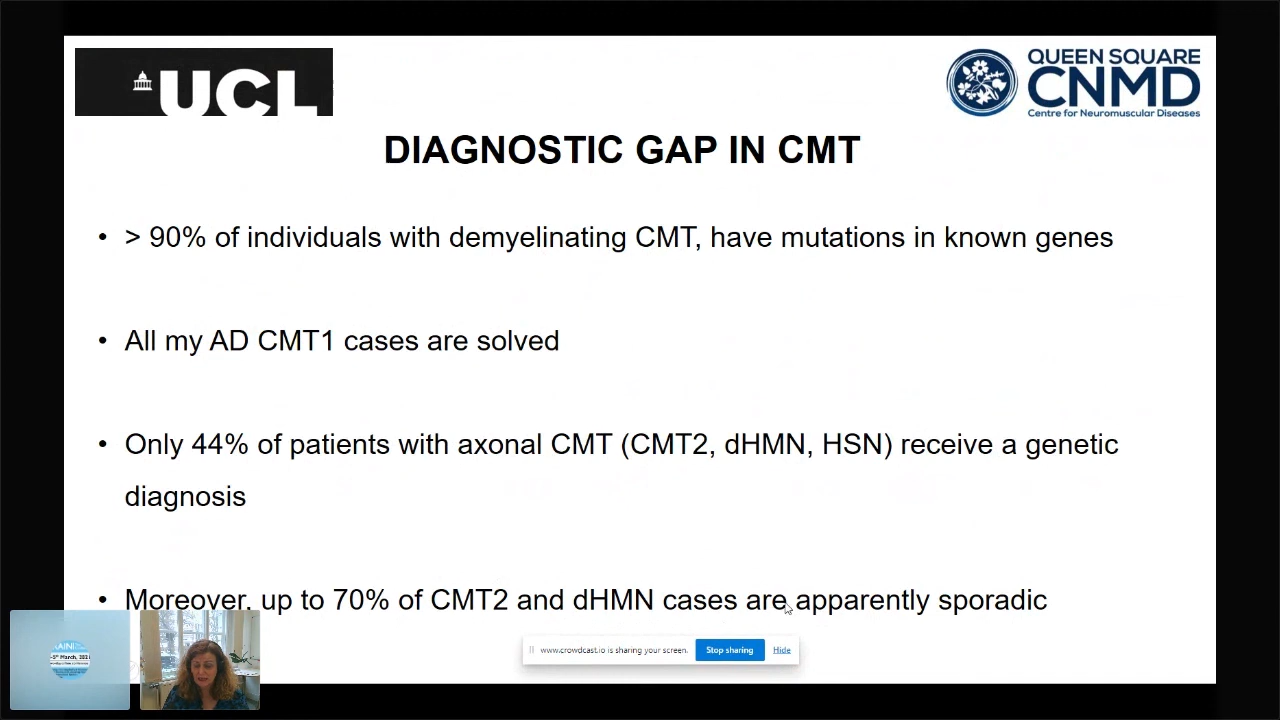 UCL
QUEEN SQUARE
CNMD
Centre for Neuromuscular Diseases
DIAGNOSTIC GAP IN CMT
• > 90% of individuals with demyelinating CMT, have mutations in known genes
• All my AD CMT1 cases are solved
• Only 44% of patients with axonal CMT (CMT2, dHMN, HSN) receive a genetic
diagnosis
• Moreover, up to 70% of CMT2 and dHMN cases are apparently sporadic
www.crowdcast.io is sharing your screen.
Stop sharing
Hide
March,